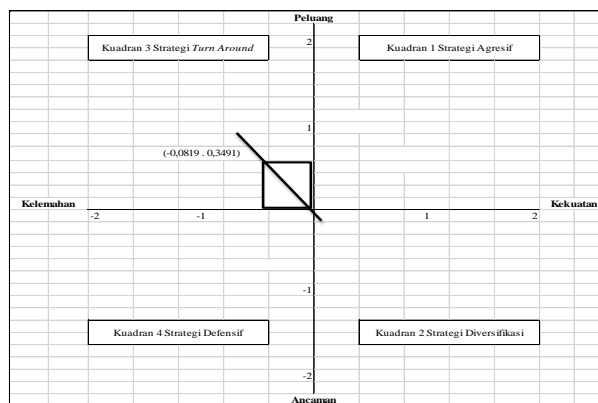 Peluang
Kuadran 3 Strategi Turn Around
2
Kuadran 1 Strategi Agresif
1
(-0,0819 . 0,3491)
Kelemahan
Kekuatan
-2
-1
1
2
-1
Kuadran 4 Strategi Defensif
Kuadran 2 Strategi Diversifikasi
-2
Ancaman